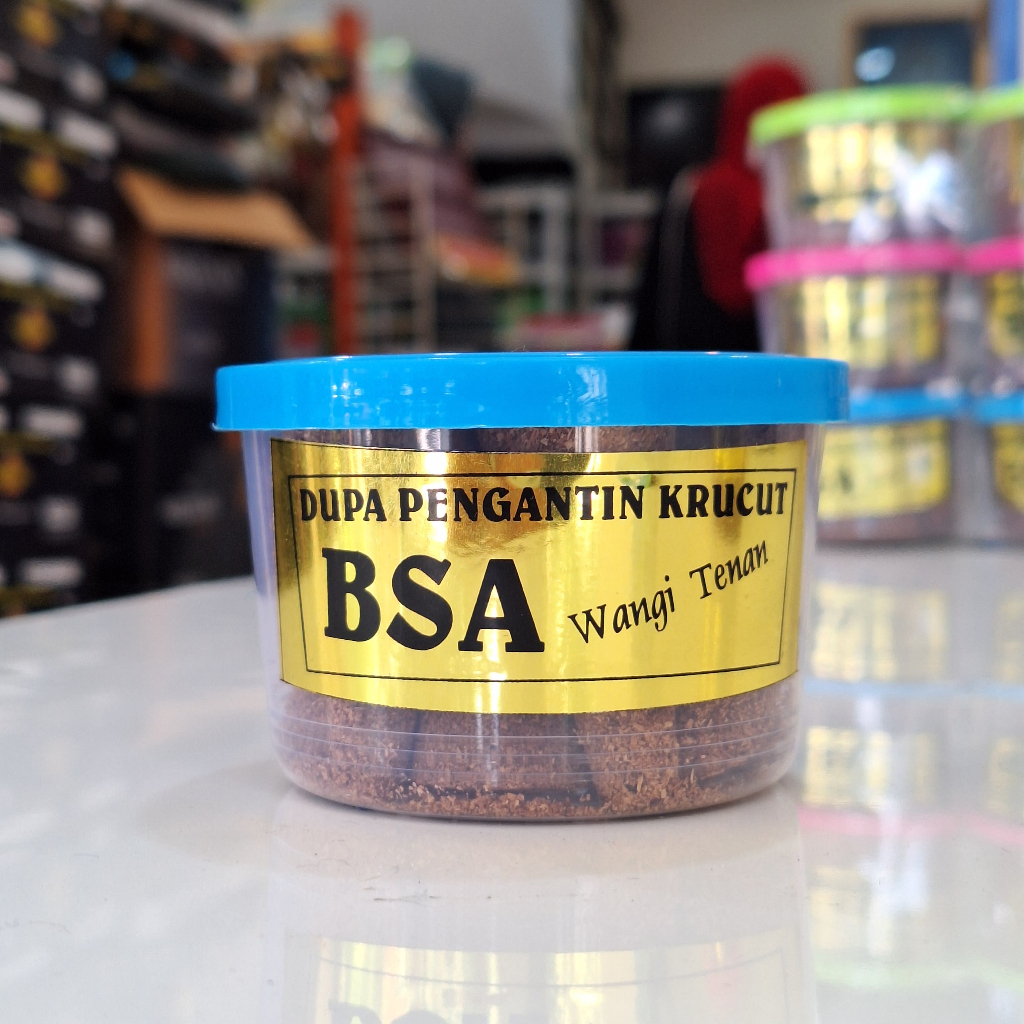 DUPA PENGANTIN KRUCUT
BSA
Wangi Tenan